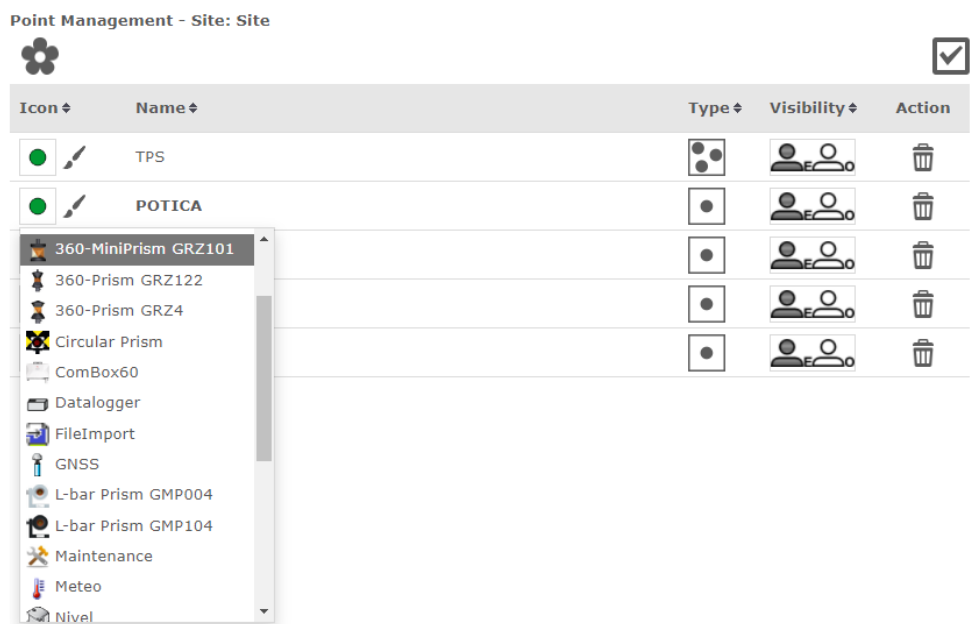 Point Management - Site: Site
Icon Name Type Visibility Action
TPS E O
POTICA E O
360-MiniPrism GRZ101 E O
360-Prism GRZ122
360-Prism GRZ4 E O
Circular Prism E O
ComBox60
Datalogger
FileImport
GNSS
L-bar Prism GMP004
L-bar Prism GMP104
Maintenance
Meteo
Nivel